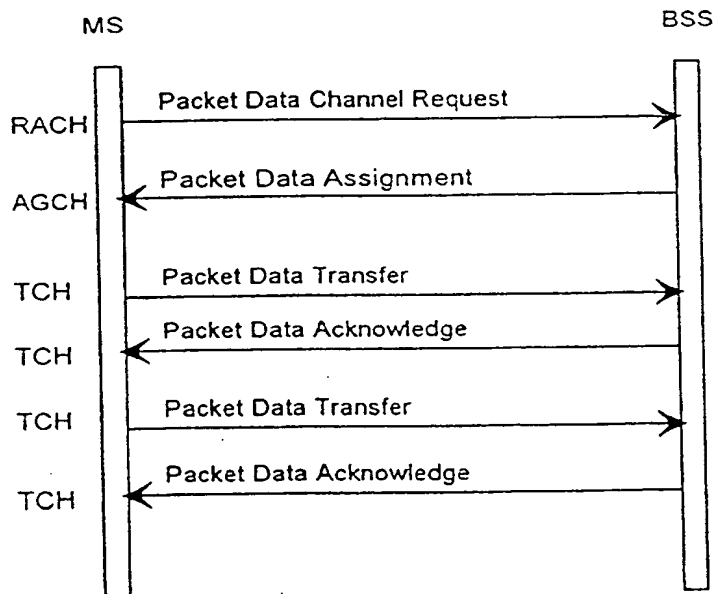 MS
BSS
Packet Data Channel Request
RACH
Packet Data Assignment
AGCH
Packet Data Transfer
TCH
Packet Data Acknowledge
TCH
Packet Data Transfer
TCH
Packet Data Acknowledge
TCH